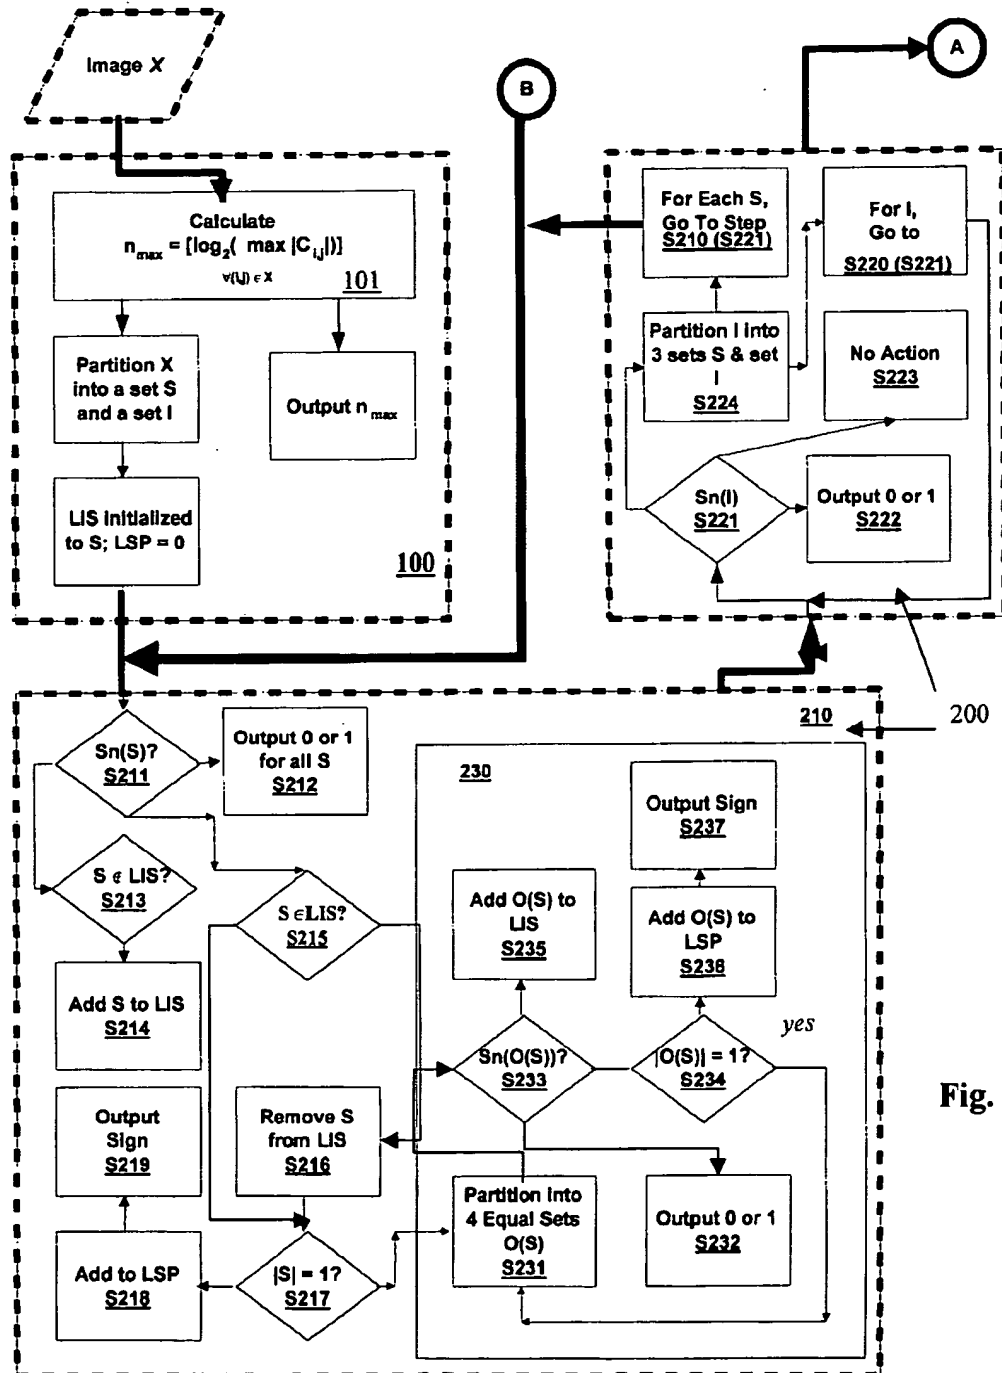 Image X
A
B
Calculate
n max = [log2( max |Ci,j|)]
∀(i,j) ∈ X
101
Partition X
into a set S
and a set I
Output n max
LIS initialized
to S; LSP = 0
100
For Each S,
Go To Step
S210 (S221)
For I,
Go to
S220 (S221)
Partition I into
3 sets S & set
I
S224
No Action
S223
Sn(I)
S221
Output 0 or 1
S222
200
210
Sn(S)?
S211
Output 0 or 1
for all S
S212
S ∉ LIS?
S213
S ∈ LIS?
S215
Add S to LIS
S214
Output
Sign
S219
Remove S
from LIS
S216
Add to LSP
S218
|S| = 1?
S217
230
Output Sign
S237
Add O(S) to
LIS
S235
Add O(S) to
LSP
S238
Sn(O(S))?
S233
|O(S)| = 1?
S234
yes
Partition into
4 Equal Sets
O(S)
S231
Output 0 or 1
S232
Fig.